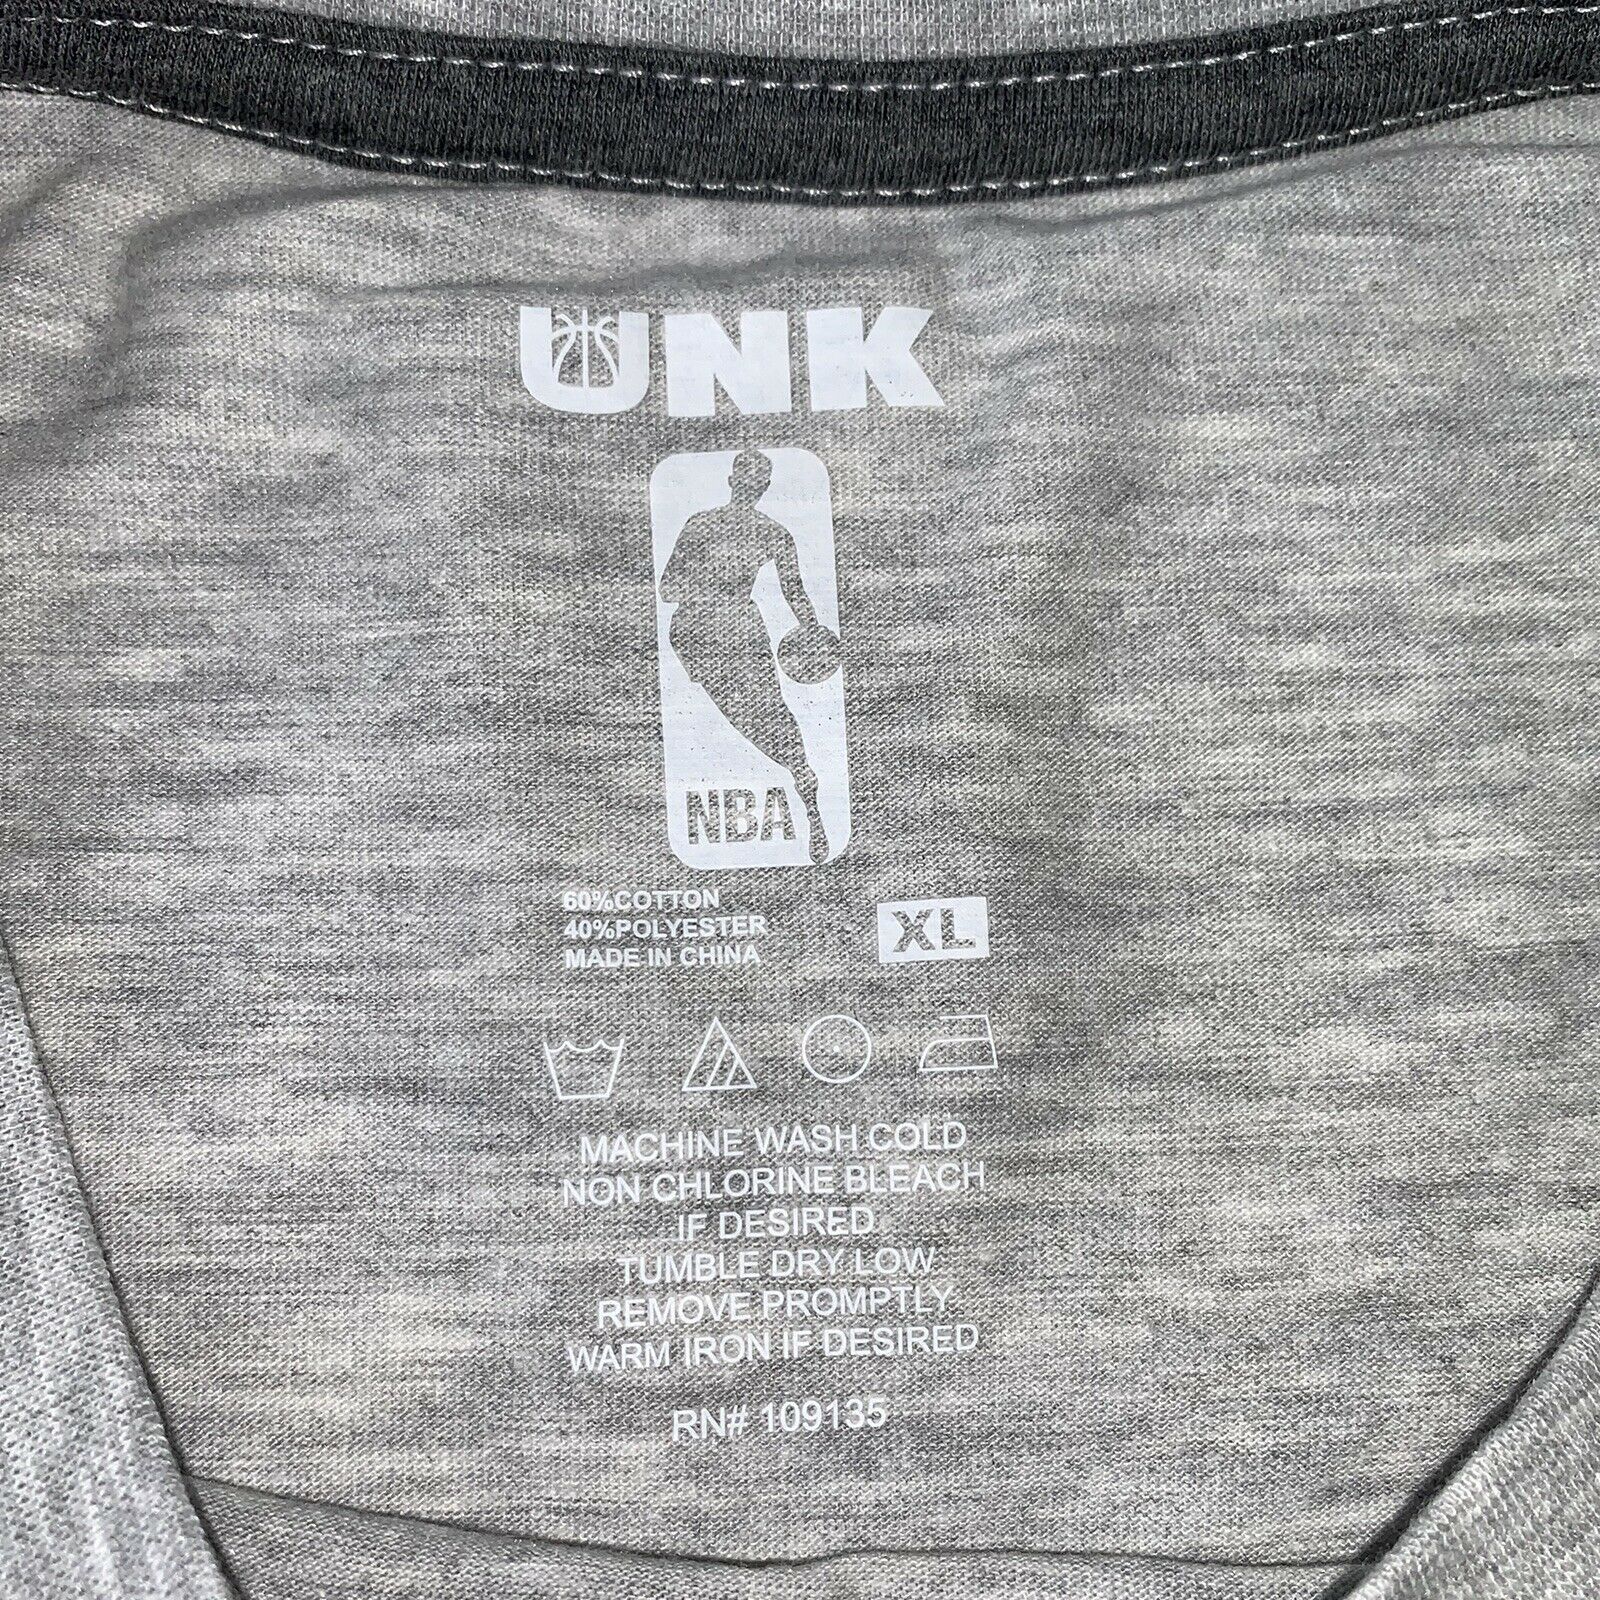 UNK
NBA
60%COTTON
40%POLYESTER
MADE IN CHINA
XL
MACHINE WASH COLD
NON CHLORINE BLEACH
IF DESIRED
TUMBLE DRY LOW
REMOVE PROMPTLY
WARM IRON IF DESIRED
RN# 109135